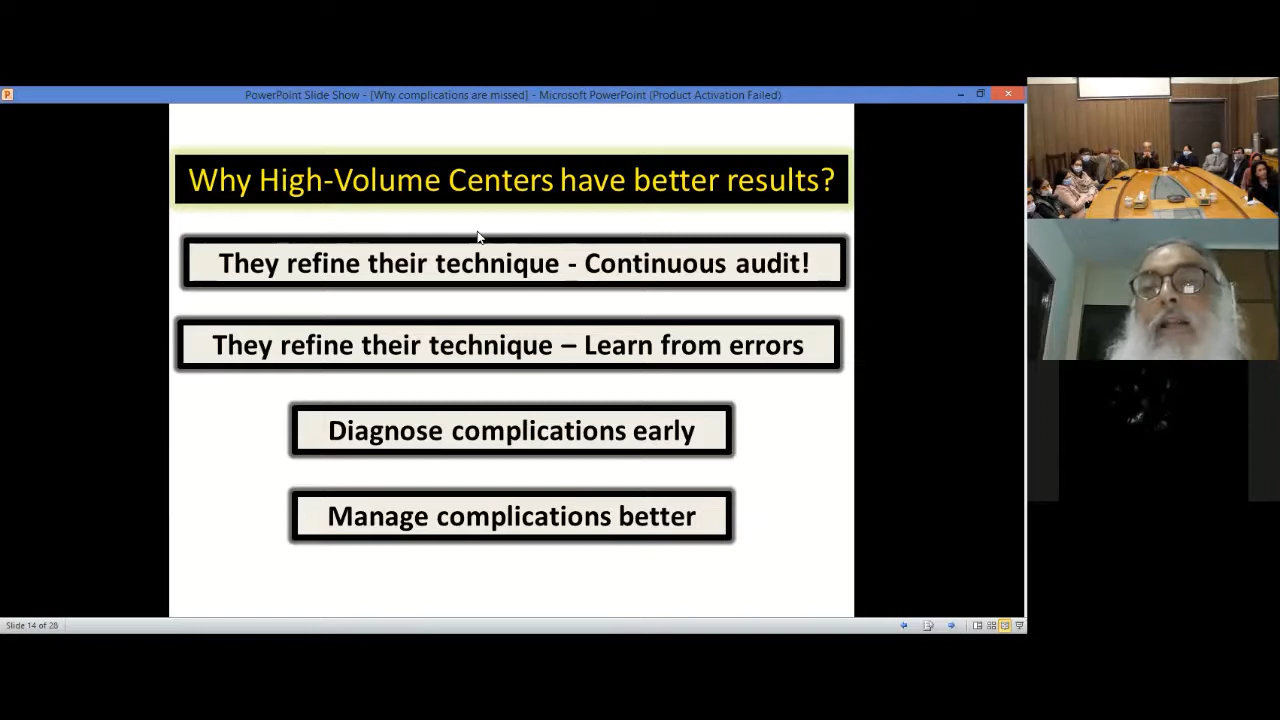 PowerPoint Slide Show - [Why complications are missed] - Microsoft PowerPoint (Product Activation Failed)
Why High-Volume Centers have better results?
They refine their technique - Continuous audit!
They refine their technique – Learn from errors
Diagnose complications early
Manage complications better
Slide 14 of 28